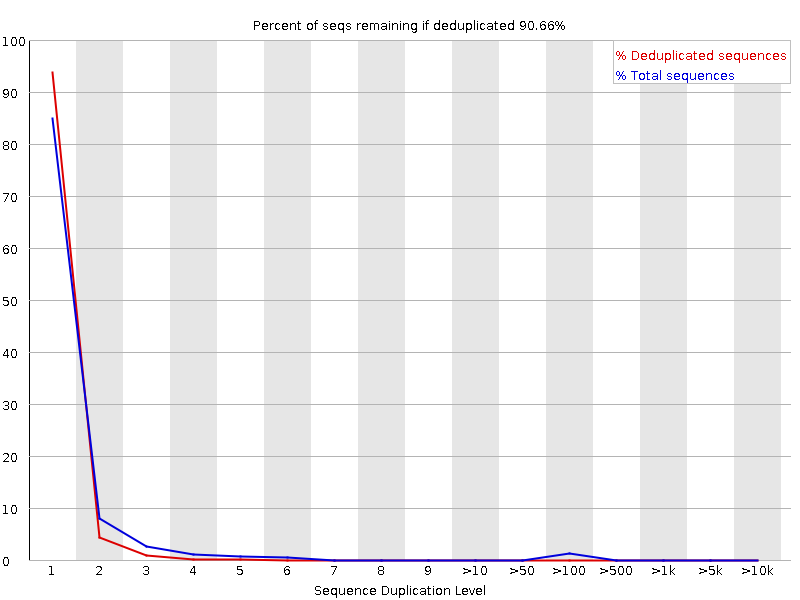 Percent of seqs remaining if deduplicated 90.66%
% Deduplicated sequences
% Total sequences
100
90
80
70
60
50
40
30
20
10
0
1 2 3 4 5 6 7 8 9 >10 >50 >100 >500 >1k >5k >10k
Sequence Duplication Level